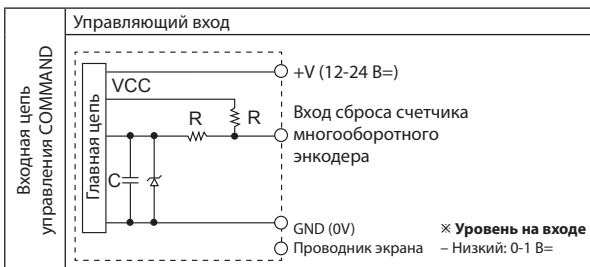 Управляющий вход
Входная цепь
управления COMMAND
Главная цепь
+V (12-24 В=)
VCC
R
R
Вход сброса счетчика
многооборотного
энкодера
C
GND (0V)
Проводник экрана
※ Уровень на входе
– Низкий: 0-1 В=